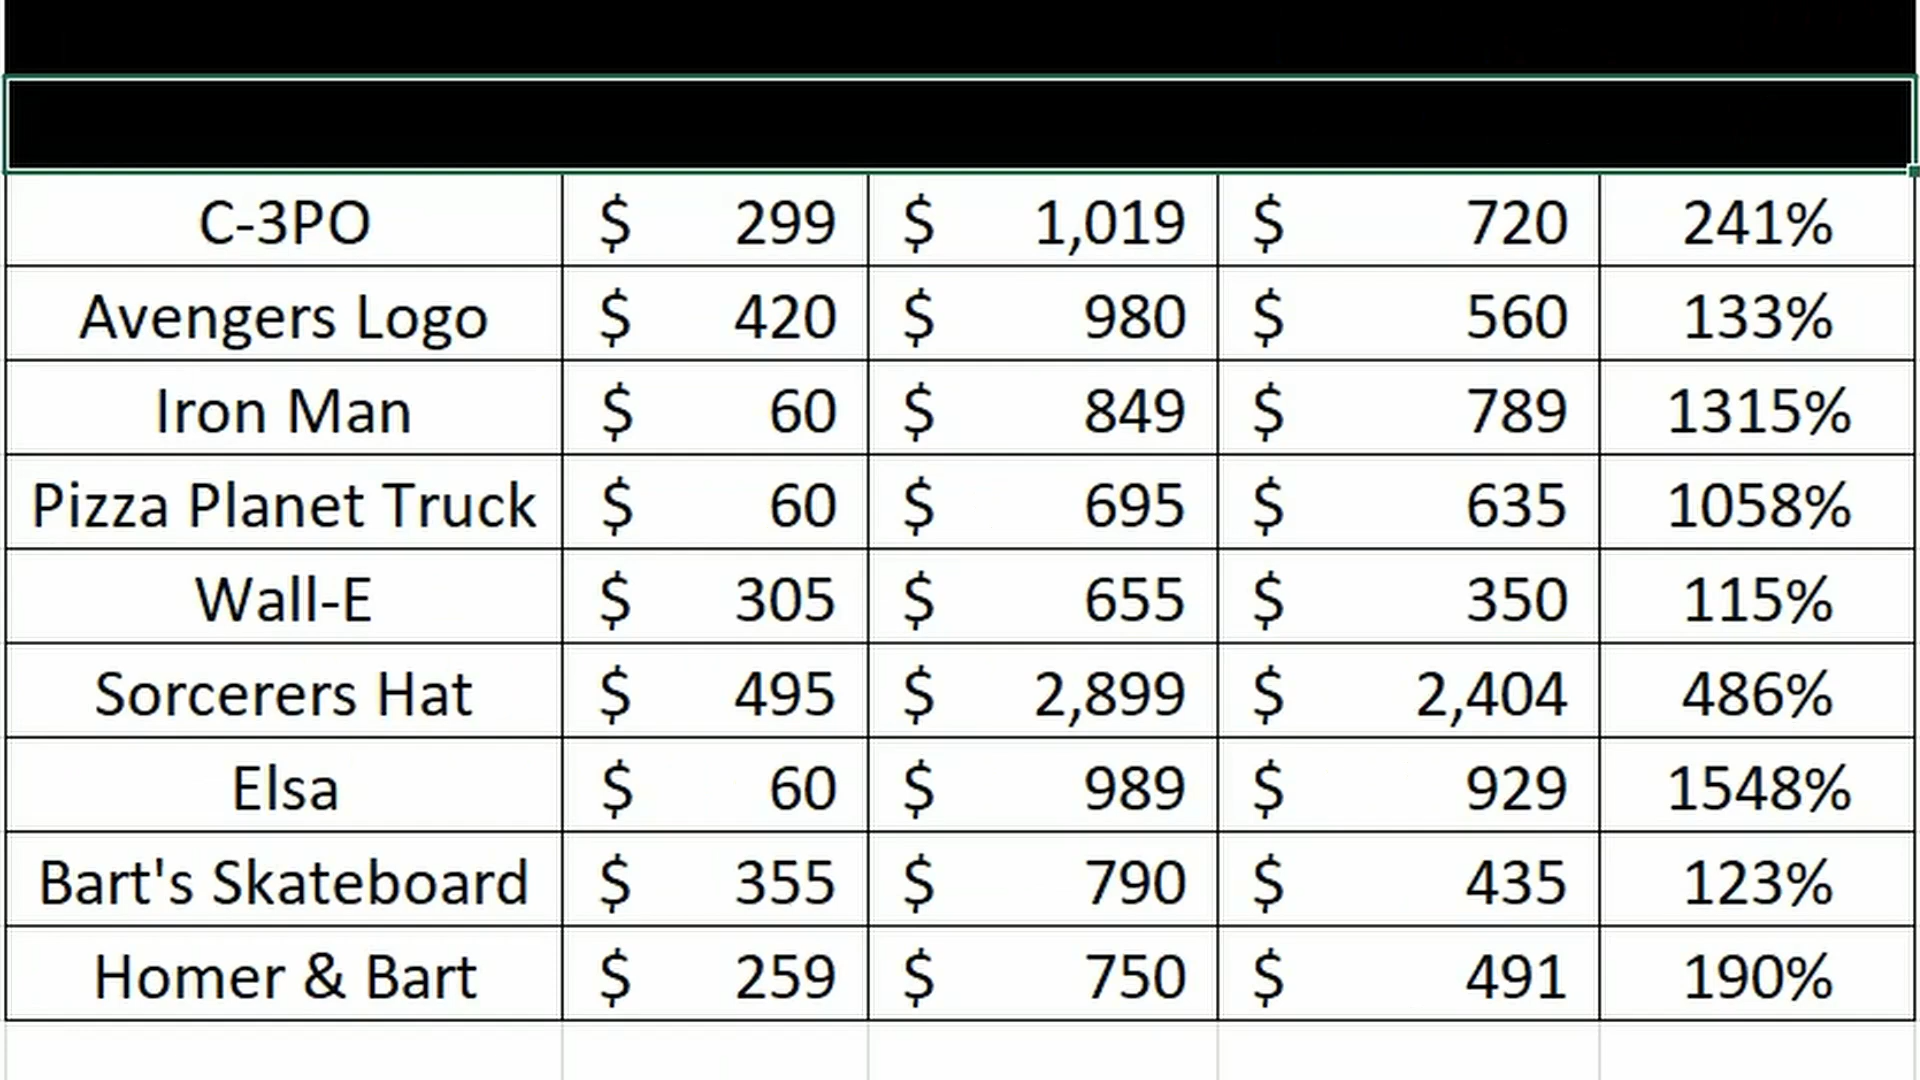 C-3PO $ 299 $ 1,019 $ 720 241%
Avengers Logo $ 420 $ 980 $ 560 133%
Iron Man $ 60 $ 849 $ 789 1315%
Pizza Planet Truck $ 60 $ 695 $ 635 1058%
Wall-E $ 305 $ 655 $ 350 115%
Sorcerers Hat $ 495 $ 2,899 $ 2,404 486%
Elsa $ 60 $ 989 $ 929 1548%
Bart's Skateboard $ 355 $ 790 $ 435 123%
Homer & Bart $ 259 $ 750 $ 491 190%